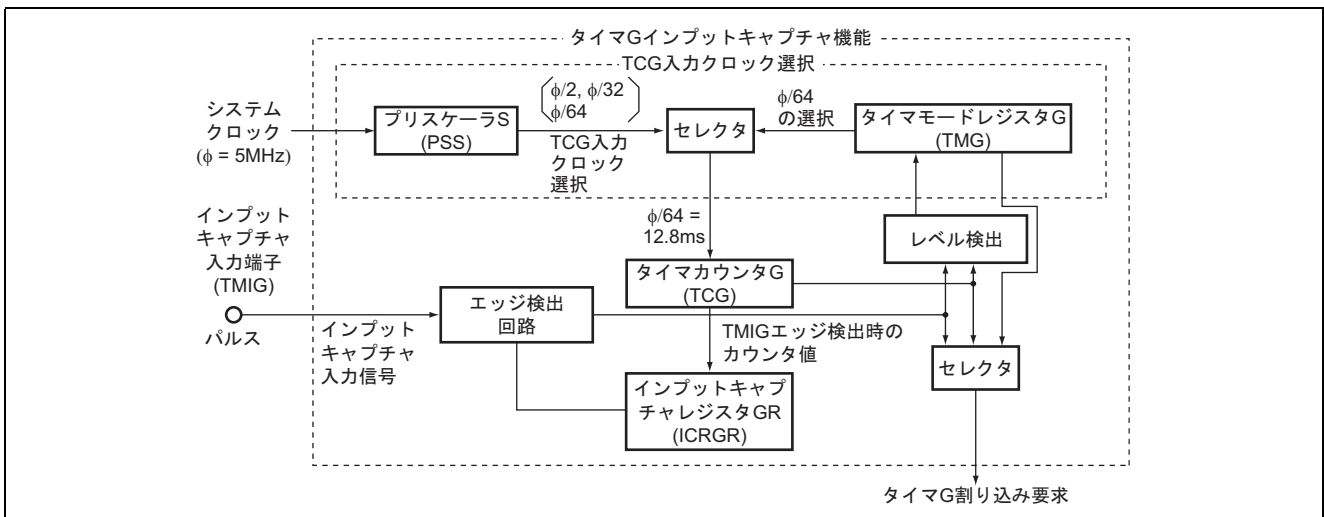 タイマGインプットキャプチャ機能
TCG入力クロック選択
システム
クロック
(φ = 5MHz)
プリスケーラS
(PSS)
φ/2, φ/32
φ/64
TCG入力
クロック
選択
セレクタ
φ/64
の選択
タイマモードレジスタG
(TMG)
インプット
キャプチャ
入力端子
(TMIG)
パルス
φ/64 =
12.8ms
レベル検出
タイマカウンタG
(TCG)
インプット
キャプチャ
入力信号
エッジ検出
回路
TMIGエッジ検出時の
カウンタ値
セレクタ
インプットキャプ
チャレジスタGR
(ICRGR)
タイマG割り込み要求